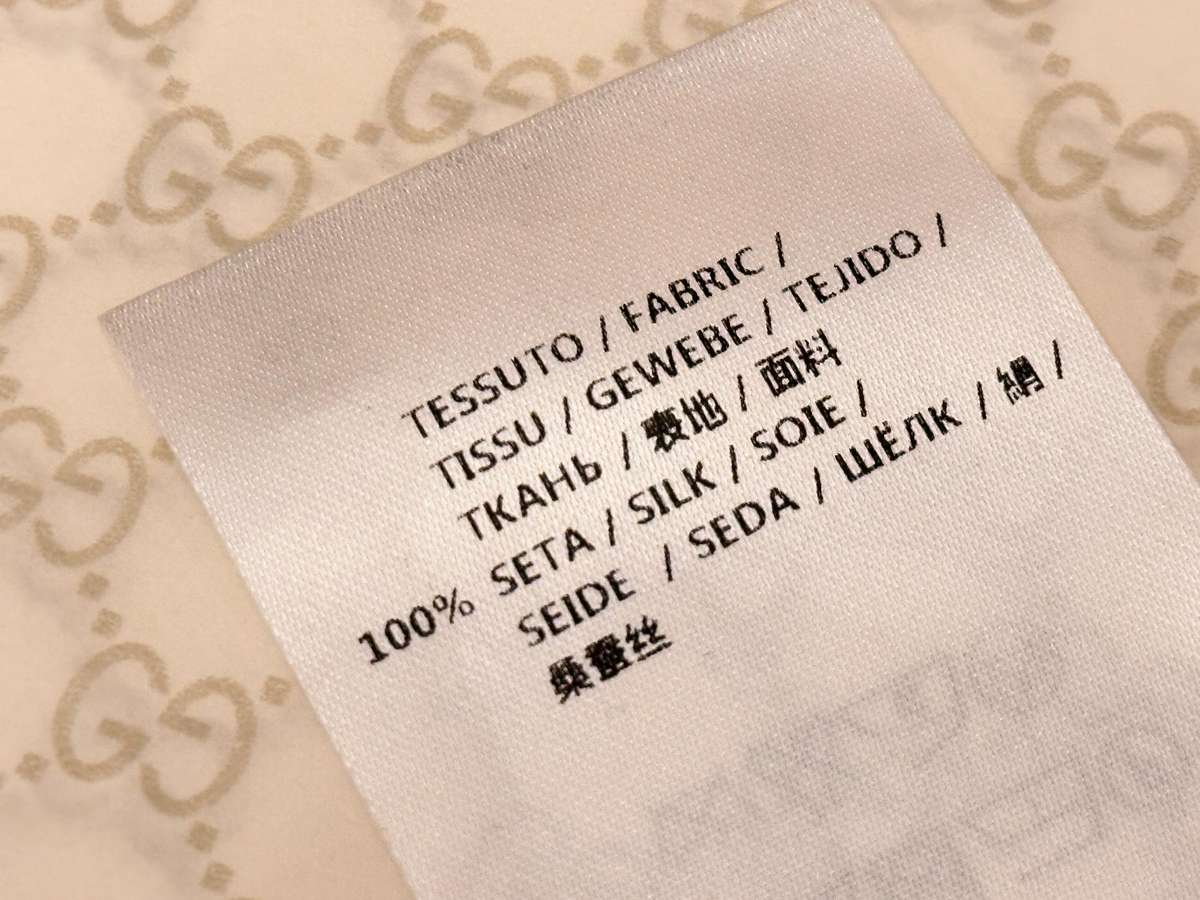 TESSUTO / FABRIC /
TISSU / GEWEBE / TEJIDO /
ТКАНЬ / 表地 / 面料
100% SETA / SILK / SOIE /
SEIDE / SEDA / ШЁЛК / 絹 /
桑蚕丝